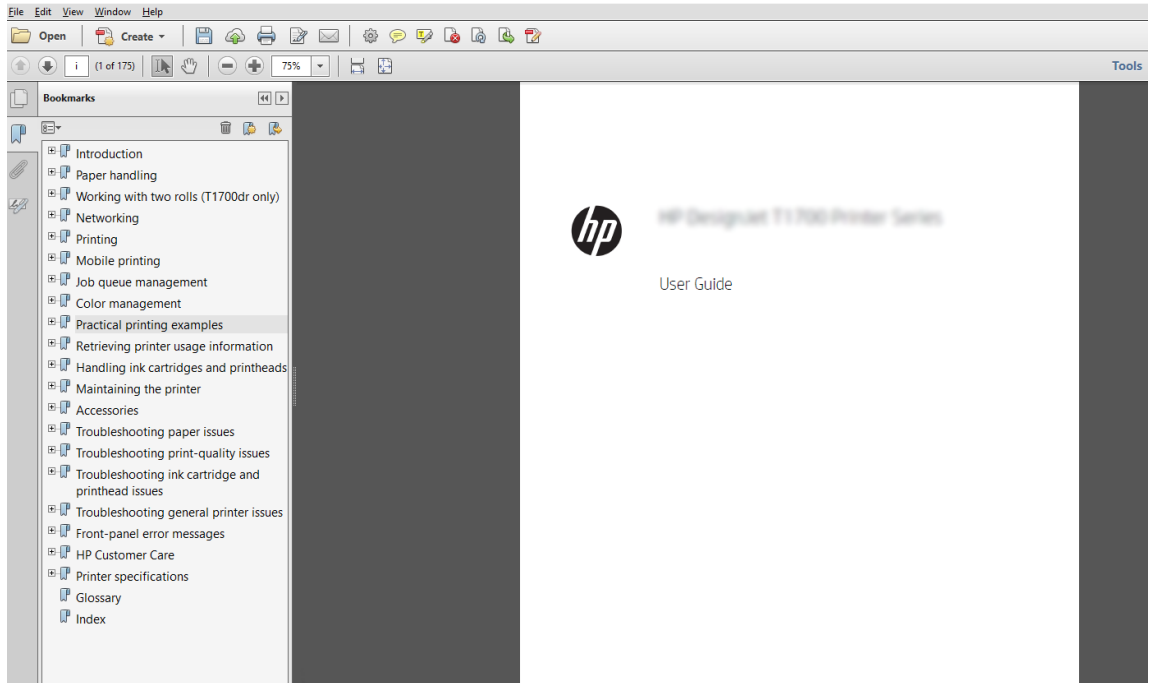 File Edit View Window Help
Open Create
i (1 of 175) 75% Tools
Bookmarks
Introduction
Paper handling
Working with two rolls (T1700dr only)
Networking
Printing
Mobile printing
Job queue management
Color management
Practical printing examples
Retrieving printer usage information
Handling ink cartridges and printheads
Maintaining the printer
Accessories
Troubleshooting paper issues
Troubleshooting print-quality issues
Troubleshooting ink cartridge and
printhead issues
Troubleshooting general printer issues
Front-panel error messages
HP Customer Care
Printer specifications
Glossary
Index
hp
User Guide